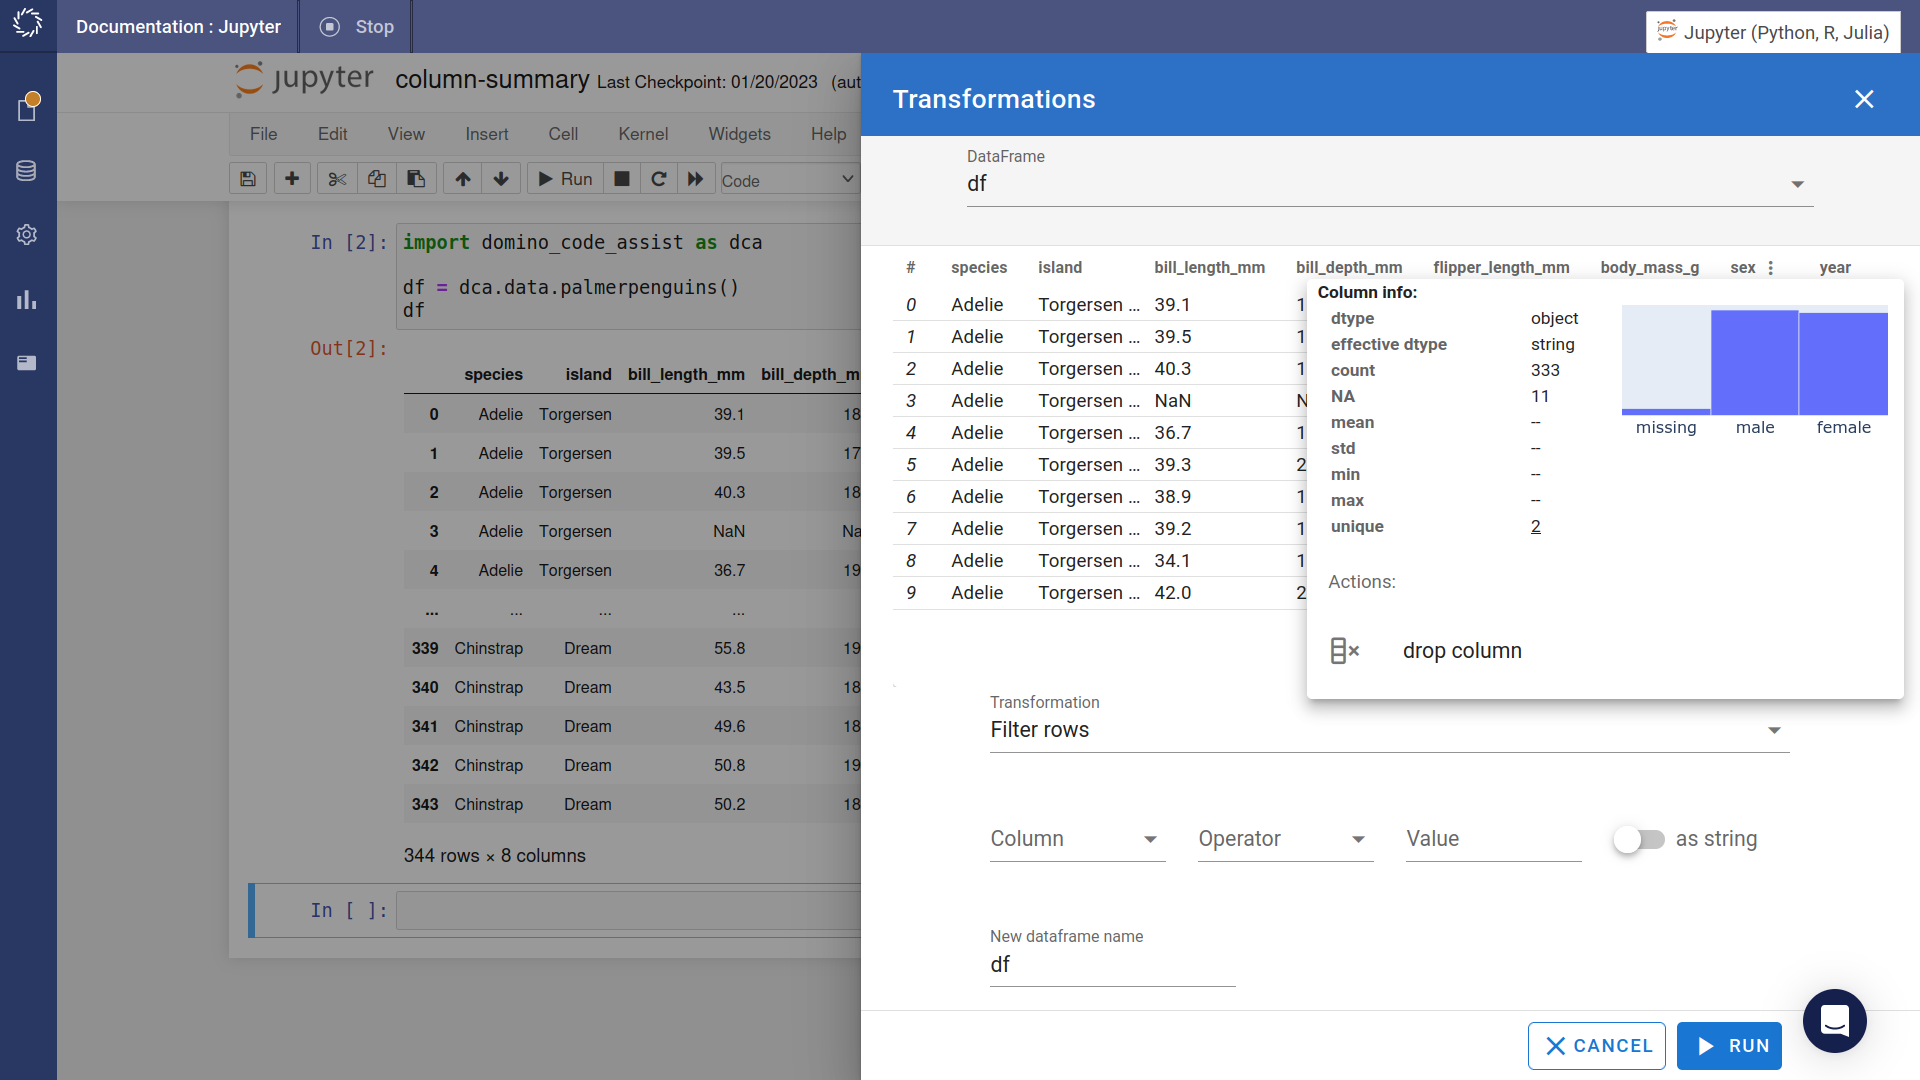 Documentation : Jupyter
Stop
Jupyter (Python, R, Julia)
jupyter column-summary Last Checkpoint: 01/20/2023 (aut
File Edit View Insert Cell Kernel Widgets Help
Run
Code
In [2]: import domino_code_assist as dca
df = dca.data.palmerpenguins()
df
Out[2]:
species island bill_length_mm bill_depth_m
0 Adelie Torgersen 39.1 18
1 Adelie Torgersen 39.5 17
2 Adelie Torgersen 40.3 18
3 Adelie Torgersen NaN Na
4 Adelie Torgersen 36.7 19
... ... ... ...
339 Chinstrap Dream 55.8 19
340 Chinstrap Dream 43.5 18
341 Chinstrap Dream 49.6 18
342 Chinstrap Dream 50.8 19
343 Chinstrap Dream 50.2 18
344 rows × 8 columns
In [ ]:
Transformations
DataFrame
df
# species island bill_length_mm bill_depth_mm flipper_length_mm body_mass_g sex year
0 Adelie Torgersen ... 39.1 1
1 Adelie Torgersen ... 39.5 1
2 Adelie Torgersen ... 40.3 1
3 Adelie Torgersen ... NaN N
4 Adelie Torgersen ... 36.7 1
5 Adelie Torgersen ... 39.3 2
6 Adelie Torgersen ... 38.9 1
7 Adelie Torgersen ... 39.2 1
8 Adelie Torgersen ... 34.1 1
9 Adelie Torgersen ... 42.0 2
Column info:
dtype object
effective dtype string
count 333
NA 11
mean --
std --
min --
max --
unique 2
missing male female
Actions:
drop column
Transformation
Filter rows
Column Operator Value as string
New dataframe name
df
CANCEL RUN